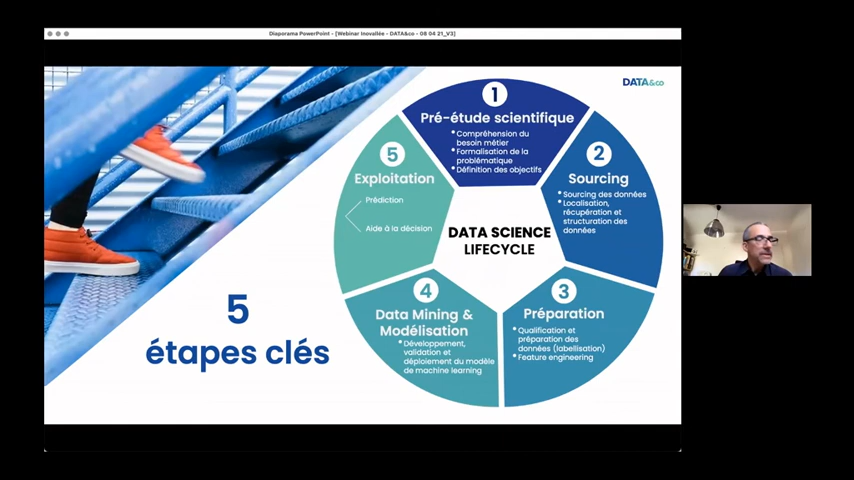 Diaporama PowerPoint - [Webinar Inovallée - DATA&co - 08 04 21_V3]
DATA&co
1
Pré-étude scientifique
Compréhension du
besoin métier
Formalisation de la
problématique
Définition des objectifs
2
Sourcing
Sourcing des données
Localisation,
récupération et
structuration des
données
5
Exploitation
Prédiction
Aide à la décision
DATA SCIENCE
LIFECYCLE
4
Data Mining &
Modélisation
Développement,
validation et
déploiement du modèle
de machine learning
3
Préparation
Qualification et
préparation des
données (labellisation)
Feature engineering
5
étapes clés